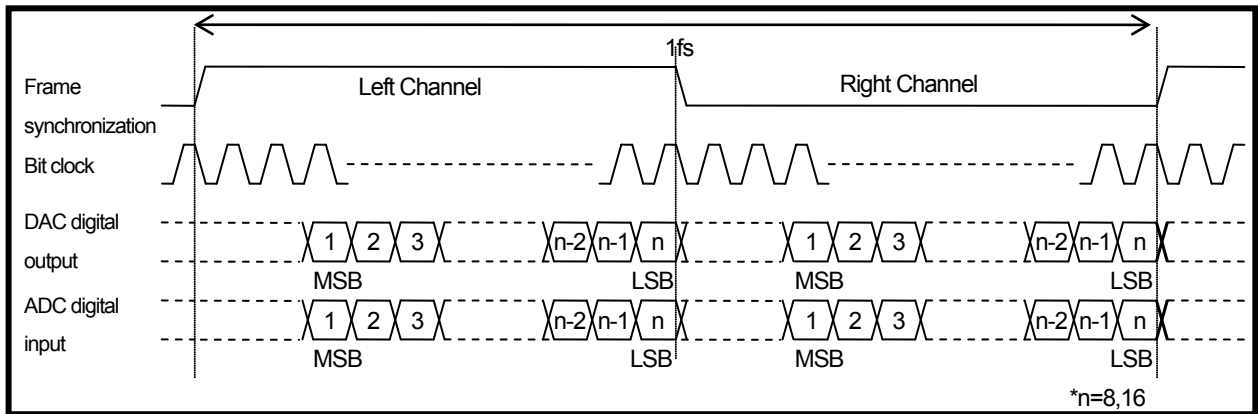 1fs
Frame
synchronization
Left Channel
Right Channel
Bit clock
DAC digital
output
1 2 3 n-2 n-1 n 1 2 3 n-2 n-1 n
MSB LSB MSB LSB
ADC digital
input
1 2 3 n-2 n-1 n 1 2 3 n-2 n-1 n
MSB LSB MSB LSB
*n=8,16